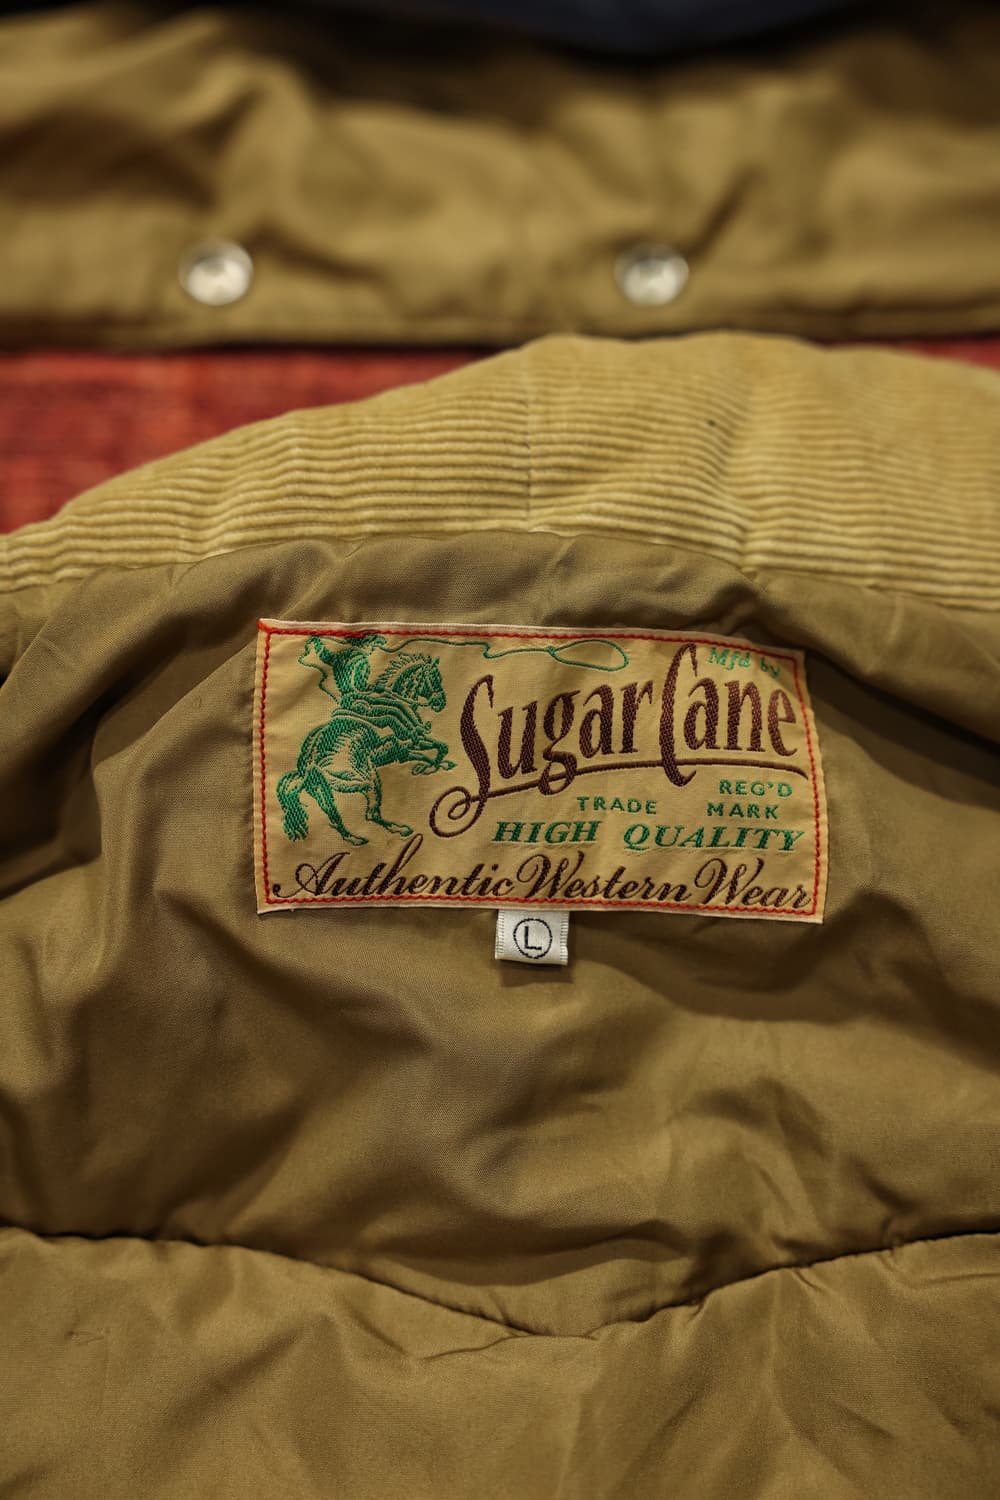 Mfd by
Sugar Cane
TRADE REG'D MARK
HIGH QUALITY
Authentic Western Wear
L